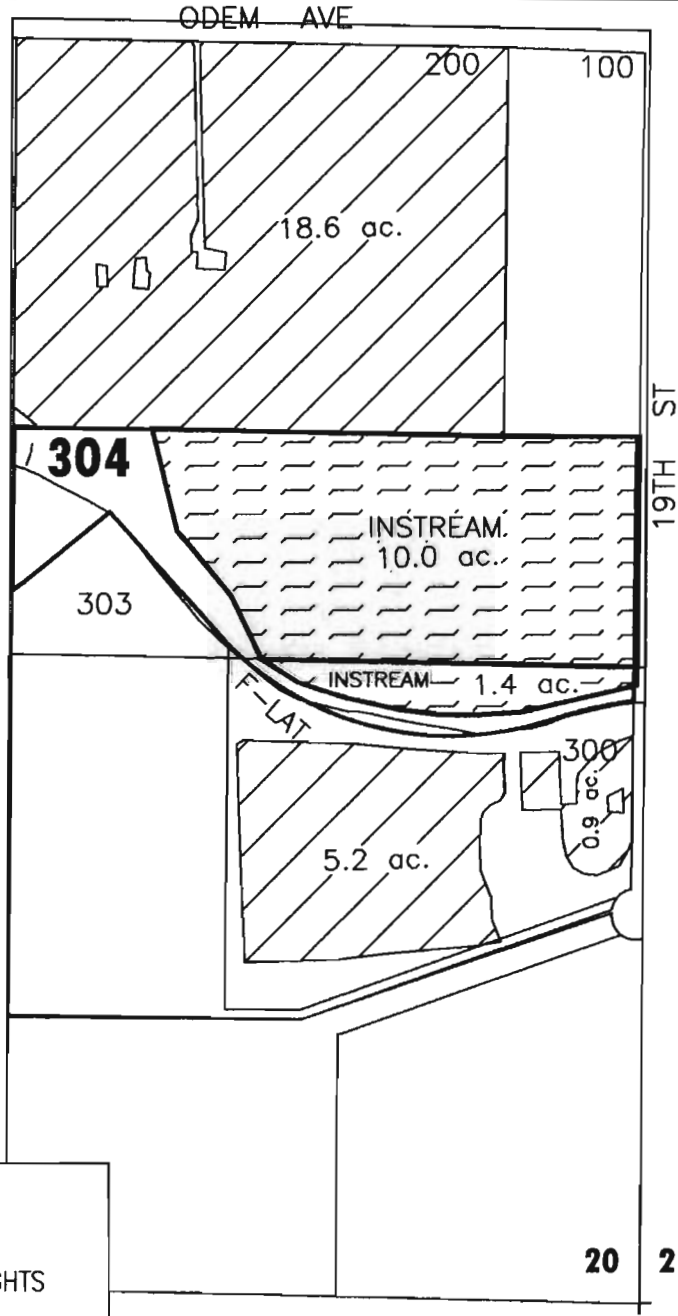 ODEM AVE
200 100
18.6 ac.
19TH ST
304
INSTREAM
10.0 ac.
303
INSTREAM 1.4 ac.
F-LAT
300
0.9 ac.
5.2 ac.
20 2
GHTS